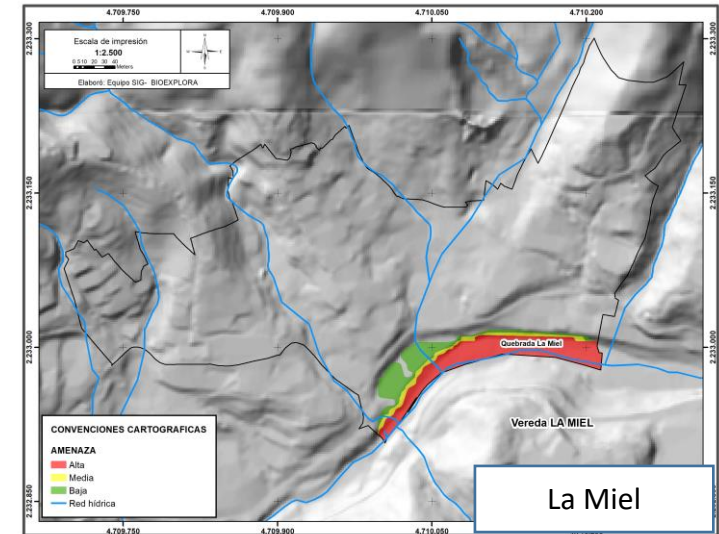 4.709.750
4.709.900
4.710.050
4.710.200
2.233.300
2.233.300
Escala de impresión
1:2.500
0 5 10 20 30 40
Meters
Elaboró: Equipo SIG- BIOEXPLORA
2.233.150
2.233.150
2.233.000
2.233.000
Quebrada La Miel
Vereda LA MIEL
CONVENCIONES CARTOGRAFICAS
AMENAZA
Alta
Media
Baja
Red hídrica
La Miel
2.232.850
2.232.850
4.709.750
4.709.900
4.710.050